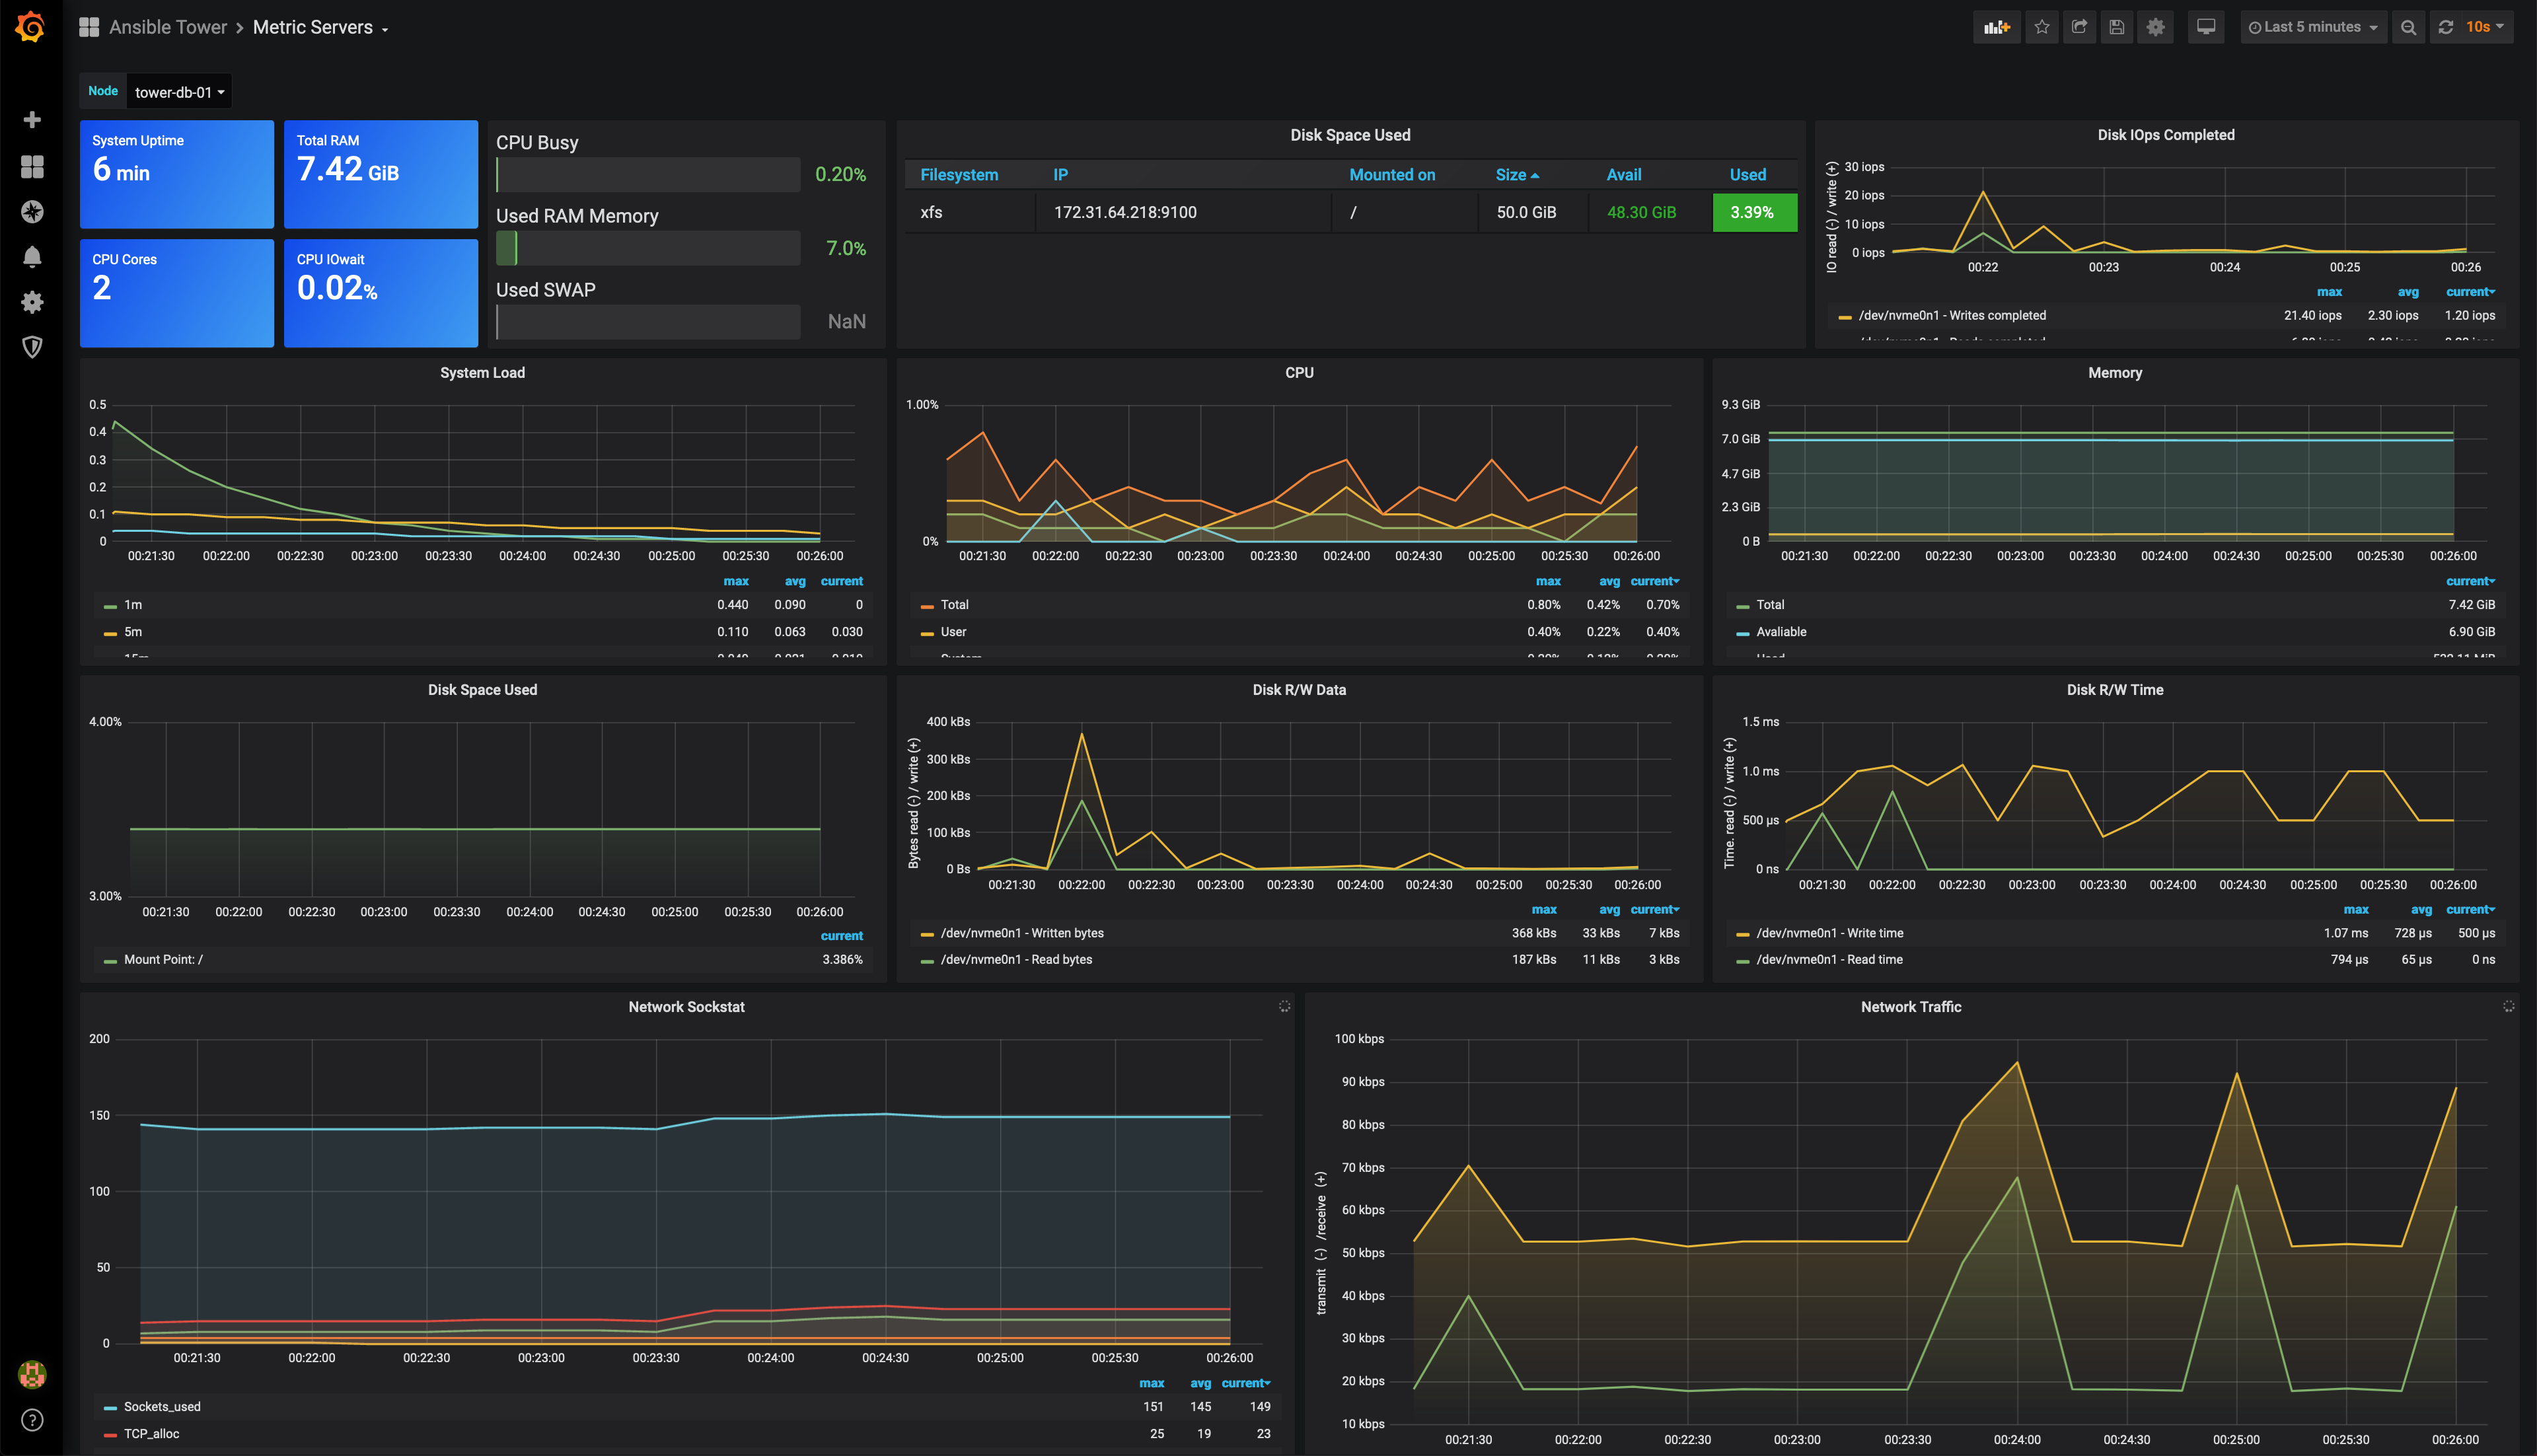 Ansible Tower > Metric Servers
Last 5 minutes
10s
Node tower-db-01
System Uptime
6 min
Total RAM
7.42 GiB
CPU Cores
2
CPU IOwait
0.02%
CPU Busy
0.20%
Used RAM Memory
7.0%
Used SWAP
NaN
Disk Space Used
Filesystem IP Mounted on Size Avail Used
xfs 172.31.64.218:9100 / 50.0 GiB 48.30 GiB 3.39%
Disk IOps Completed
IO read (-) / write (+)
30 iops
20 iops
10 iops
0 iops
00:22 00:23 00:24 00:25 00:26
max avg current
/dev/nvme0n1 - Writes completed 21.40 iops 2.30 iops 1.20 iops
System Load
0.5
0.4
0.3
0.2
0.1
0
00:21:30 00:22:00 00:22:30 00:23:00 00:23:30 00:24:00 00:24:30 00:25:00 00:25:30 00:26:00
max avg current
1m 0.440 0.090 0
5m 0.110 0.063 0.030
CPU
1.00%
0%
00:21:30 00:22:00 00:22:30 00:23:00 00:23:30 00:24:00 00:24:30 00:25:00 00:25:30 00:26:00
max avg current
Total 0.80% 0.42% 0.70%
User 0.40% 0.22% 0.40%
Memory
9.3 GiB
7.0 GiB
4.7 GiB
2.3 GiB
0 B
00:21:30 00:22:00 00:22:30 00:23:00 00:23:30 00:24:00 00:24:30 00:25:00 00:25:30 00:26:00
current
Total 7.42 GiB
Avaliable 6.90 GiB
Disk Space Used
4.00%
3.00%
00:21:30 00:22:00 00:22:30 00:23:00 00:23:30 00:24:00 00:24:30 00:25:00 00:25:30 00:26:00
current
Mount Point: / 3.386%
Disk R/W Data
Bytes read (-) / write (+)
400 kBs
300 kBs
200 kBs
100 kBs
0 Bs
00:21:30 00:22:00 00:22:30 00:23:00 00:23:30 00:24:00 00:24:30 00:25:00 00:25:30 00:26:00
max avg current
/dev/nvme0n1 - Written bytes 368 kBs 33 kBs 7 kBs
/dev/nvme0n1 - Read bytes 187 kBs 11 kBs 3 kBs
Disk R/W Time
Time. read (-) / write (+)
1.5 ms
1.0 ms
500 µs
0 ns
00:21:30 00:22:00 00:22:30 00:23:00 00:23:30 00:24:00 00:24:30 00:25:00 00:25:30 00:26:00
max avg current
/dev/nvme0n1 - Write time 1.07 ms 728 µs 500 µs
/dev/nvme0n1 - Read time 794 µs 65 µs 0 ns
Network Sockstat
200
150
100
50
0
00:21:30 00:22:00 00:22:30 00:23:00 00:23:30 00:24:00 00:24:30 00:25:00 00:25:30 00:26:00
max avg current
Sockets_used 151 145 149
TCP_alloc 25 19 23
Network Traffic
transmit (-) /receive (+)
100 kbps
90 kbps
80 kbps
70 kbps
60 kbps
50 kbps
40 kbps
30 kbps
20 kbps
10 kbps
00:21:30 00:22:00 00:22:30 00:23:00 00:23:30 00:24:00 00:24:30 00:25:00 00:25:30 00:26:00